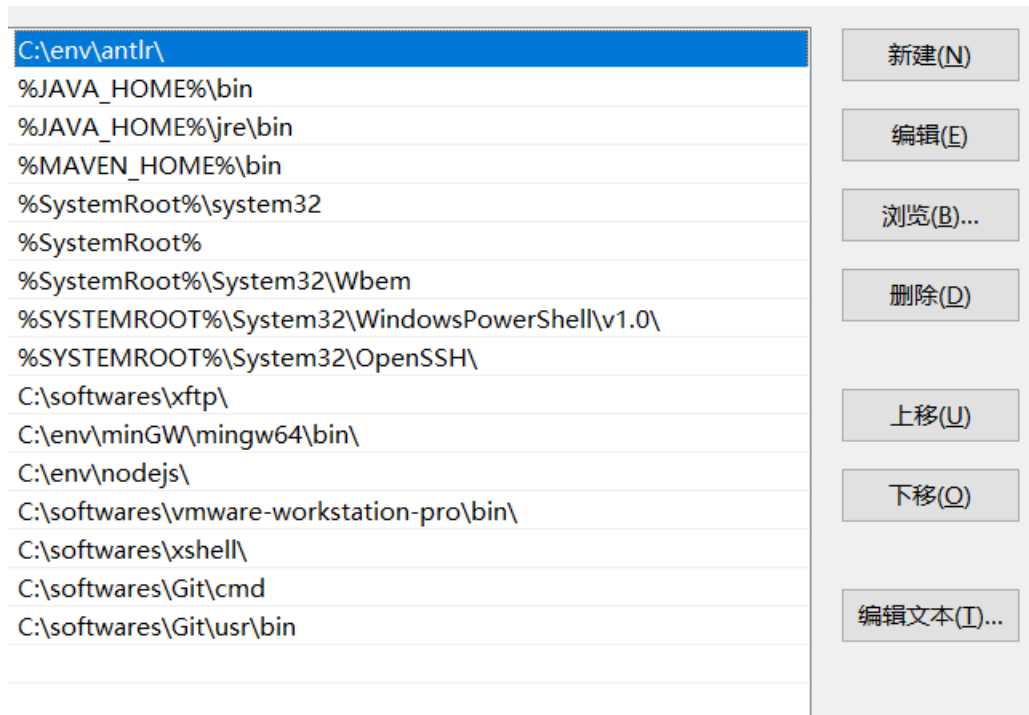 C:\env\antlr\
%JAVA_HOME%\bin
%JAVA_HOME%\jre\bin
%MAVEN_HOME%\bin
%SystemRoot%\system32
%SystemRoot%
%SystemRoot%\System32\Wbem
%SYSTEMROOT%\System32\WindowsPowerShell\v1.0\
%SYSTEMROOT%\System32\OpenSSH\
C:\softwares\xftp\
C:\env\minGW\mingw64\bin\
C:\env\nodejs\
C:\softwares\vmware-workstation-pro\bin\
C:\softwares\xshell\
C:\softwares\Git\cmd
C:\softwares\Git\usr\bin
新建(N)
编辑(E)
浏览(B)...
删除(D)
上移(U)
下移(O)
编辑文本(T)...